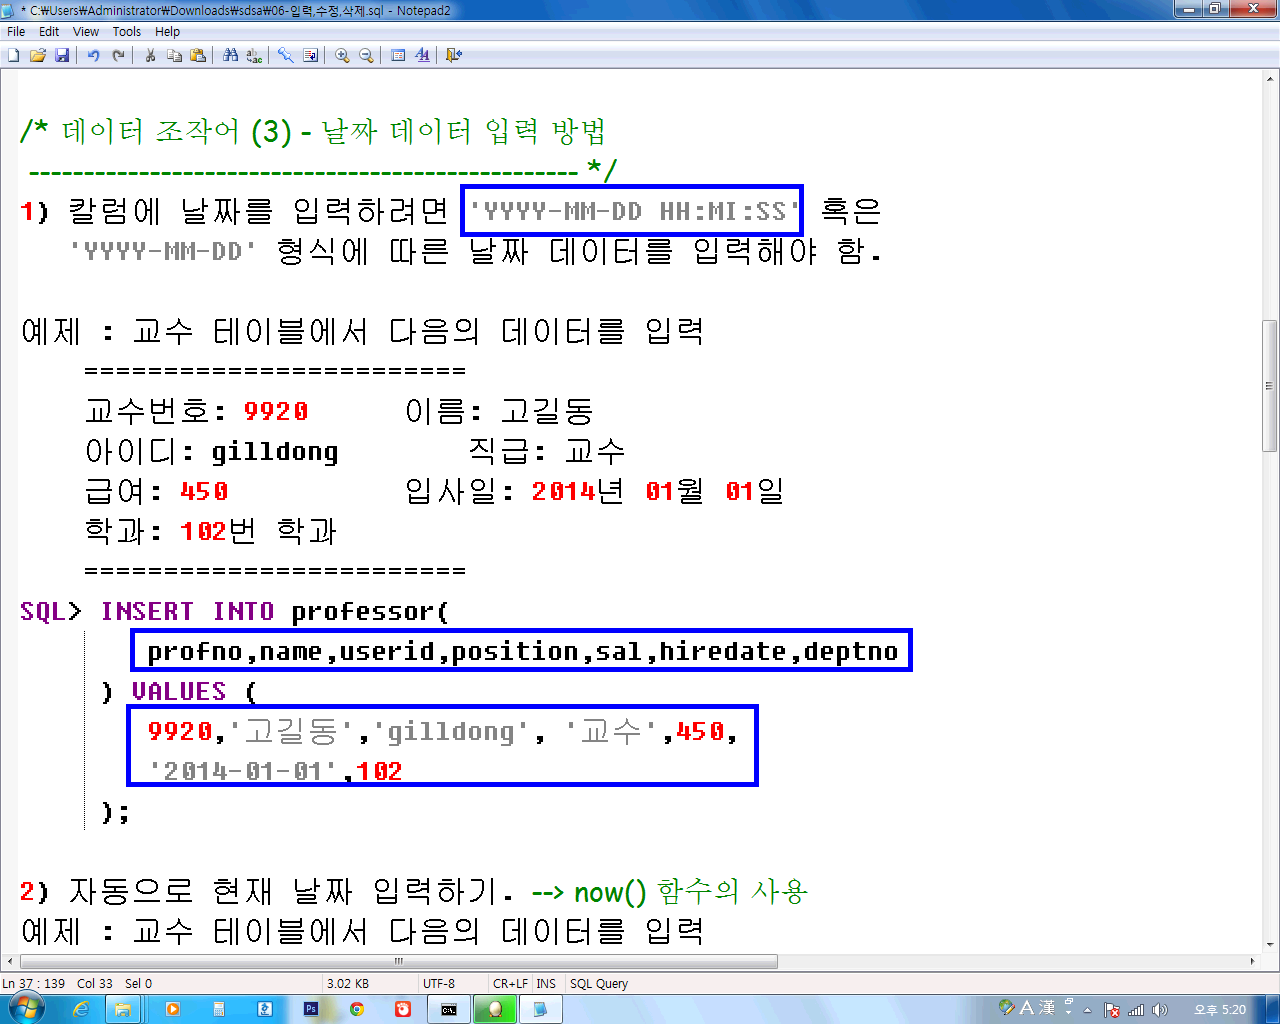 * C:₩Users₩Administrator₩Downloads₩sdsa₩06-입력,수정,삭제.sql - Notepad2
File Edit View Tools Help
/* 데이터 조작어 (3) - 날짜 데이터 입력 방법
-------------------------------------------------- */
1) 칼럼에 날짜를 입력하려면 'YYYY-MM-DD HH:MI:SS' 혹은
'YYYY-MM-DD' 형식에 따른 날짜 데이터를 입력해야 함.
예제 : 교수 테이블에서 다음의 데이터를 입력
========================
교수번호: 9920 이름: 고길동
아이디: gilldong 직급: 교수
급여: 450 입사일: 2014년 01월 01일
학과: 102번 학과
========================
SQL> INSERT INTO professor(
profno,name,userid,position,sal,hiredate,deptno
) VALUES (
9920,'고길동','gilldong', '교수',450,
'2014-01-01',102
);
2) 자동으로 현재 날짜 입력하기. --> now() 함수의 사용
예제 : 교수 테이블에서 다음의 데이터를 입력
Ln 37 : 139 Col 33 Sel 0 3.02 KB UTF-8 CR+LF INS SQL Query
A 漢 오후 5:20